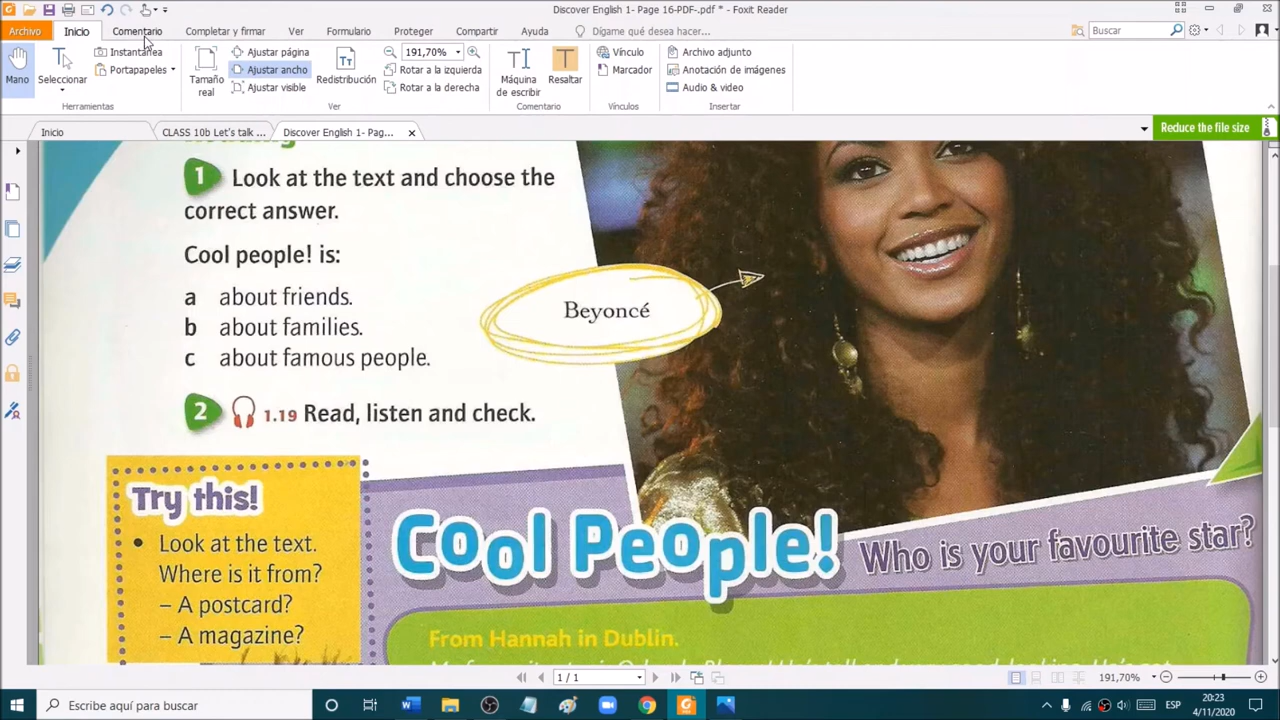 Discover English 1- Page 16-PDF-.pdf * - Foxit Reader
Archivo
Inicio
Comentario
Completar y firmar
Ver
Formulario
Proteger
Compartir
Ayuda
Dígame qué desea hacer...
Buscar
Mano
Seleccionar
Instantánea
Portapapeles
Herramientas
Tamaño real
Ajustar página
Ajustar ancho
Ajustar visible
Redistribución
191,70%
Rotar a la izquierda
Rotar a la derecha
Ver
Máquina de escribir
Resaltar
Comentario
Vínculo
Marcador
Vínculos
Archivo adjunto
Anotación de imágenes
Audio & video
Insertar
Inicio
CLASS 10b Let's talk ...
Discover English 1- Pag...
Reduce the file size
1 Look at the text and choose the
correct answer.
Cool people! is:
a about friends.
b about families.
c about famous people.
Beyoncé
2 1.19 Read, listen and check.
Try this!
• Look at the text.
Where is it from?
– A postcard?
– A magazine?
Cool People!
Who is your favourite star?
From Hannah in Dublin.
1 / 1
191,70%
Escribe aquí para buscar
ESP
20:23
4/11/2020